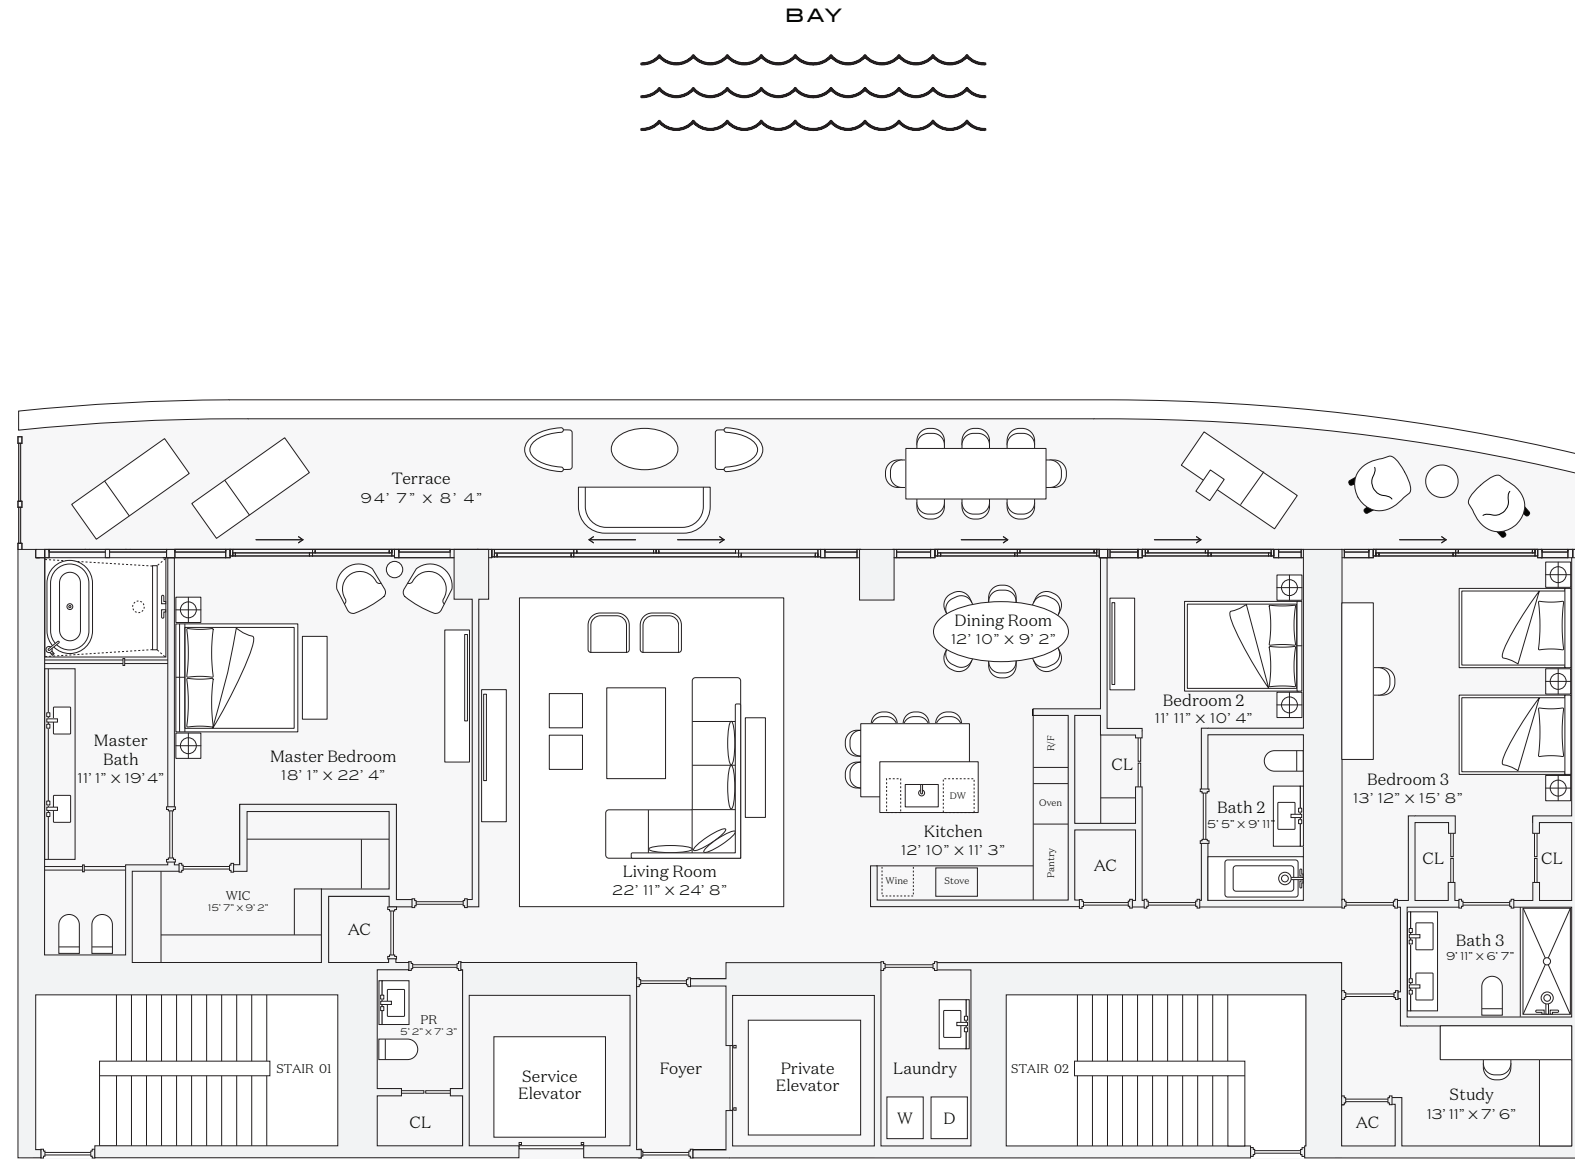 BAY
Terrace
94' 7" x 8' 4"
Master
Bath
11' 1" x 19' 4"
Master Bedroom
18' 1" x 22' 4"
Living Room
22' 11" x 24' 8"
Dining Room
12' 10" x 9' 2"
Kitchen
12' 10" x 11' 3"
R/F
Oven
Pantry
DW
Wine
Stove
CL
AC
Bedroom 2
11' 11" x 10' 4"
Bath 2
5' 5" x 9' 11"
Bedroom 3
13' 12" x 15' 8"
CL
CL
WIC
15' 7" x 9' 2"
AC
Bath 3
9' 11" x 6' 7"
STAIR 01
PR
5' 2" x 7' 3"
CL
Service
Elevator
Foyer
Private
Elevator
Laundry
W
D
STAIR 02
AC
Study
13' 11" x 7' 6"